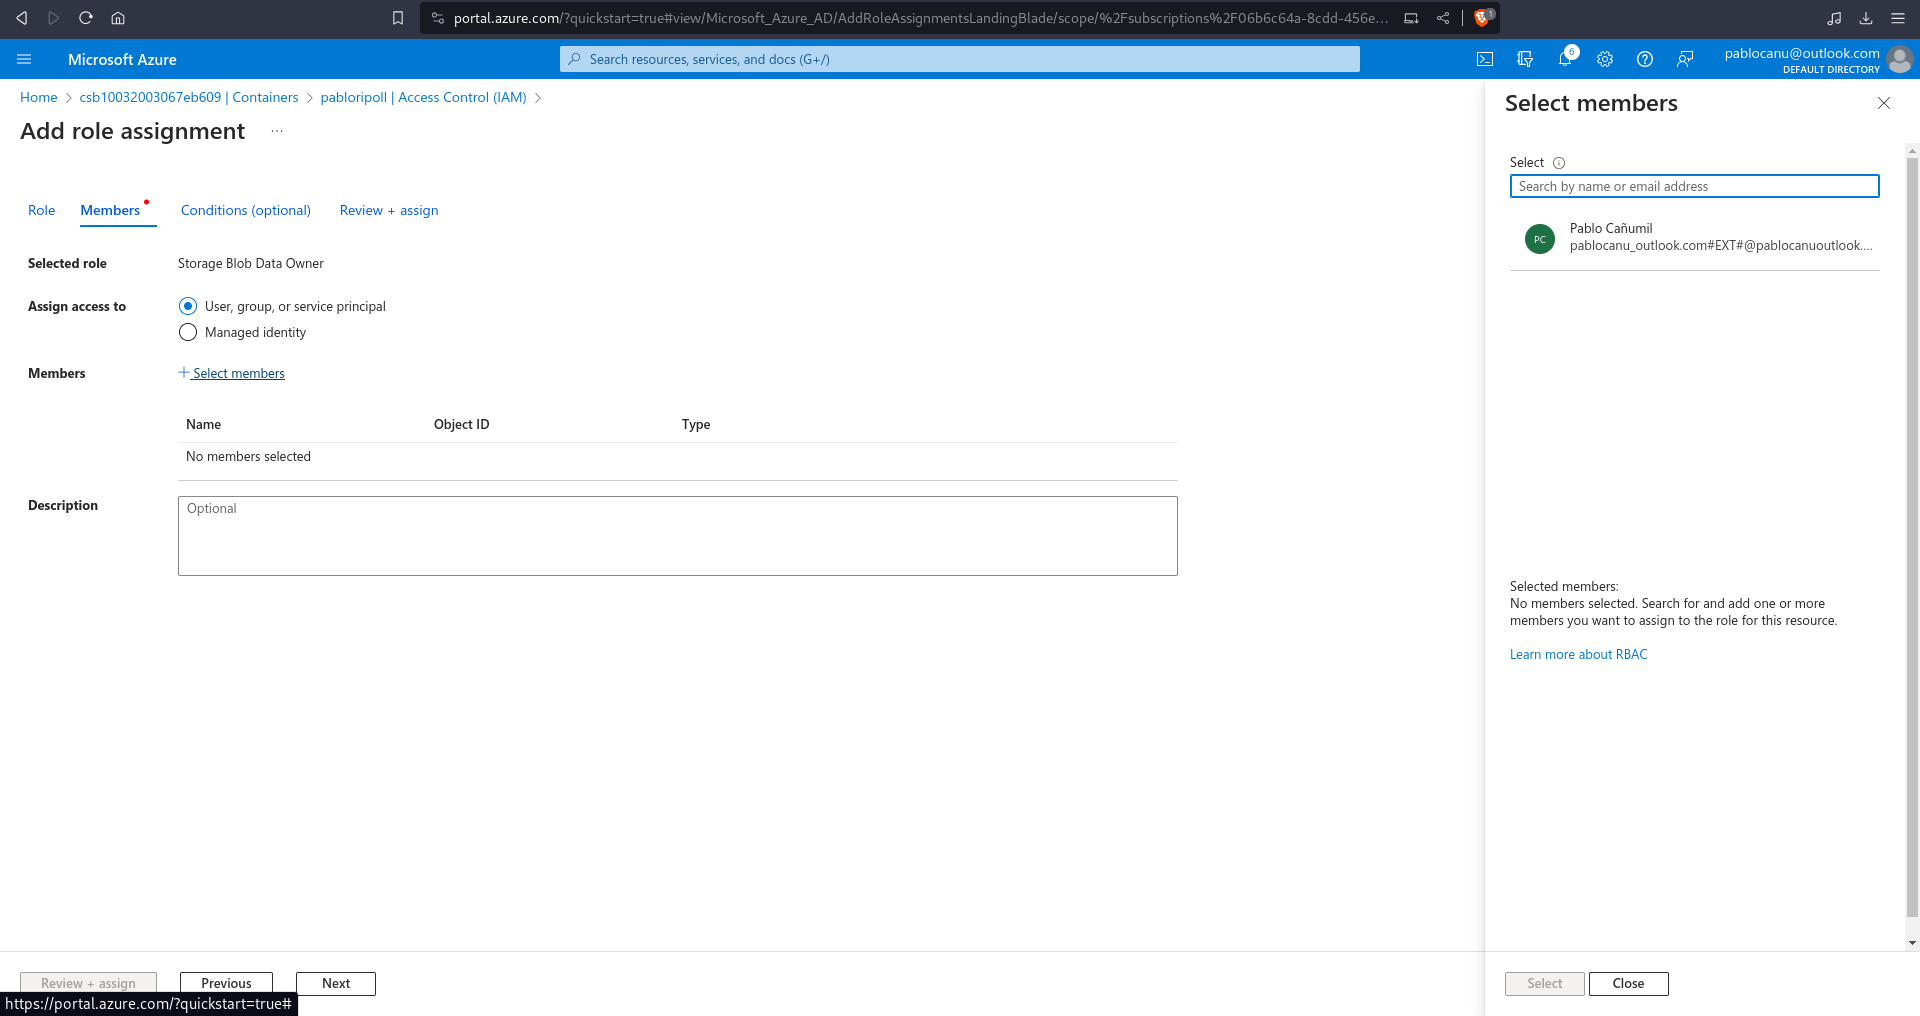 portal.azure.com/?quickstart=true#view/Microsoft_Azure_AD/AddRoleAssignmentsLandingBlade/scope/%2Fsubscriptions%2F06b6c64a-8cdd-456e...
1
Microsoft Azure
Search resources, services, and docs (G+/)
6
pablocanu@outlook.com
DEFAULT DIRECTORY
Home > csb10032003067eb609 | Containers > pabloripoll | Access Control (IAM) >
Add role assignment ...
Role Members Conditions (optional) Review + assign
Selected role Storage Blob Data Owner
Assign access to User, group, or service principal
Managed identity
Members + Select members
Name Object ID Type
No members selected
Description Optional
Review + assign Previous Next
https://portal.azure.com/?quickstart=true#
Select members
Select
Search by name or email address
PC
Pablo Cañumil
pablocanu_outlook.com#EXT#@pablocanuoutlook....
Selected members:
No members selected. Search for and add one or more
members you want to assign to the role for this resource.
Learn more about RBAC
Select Close